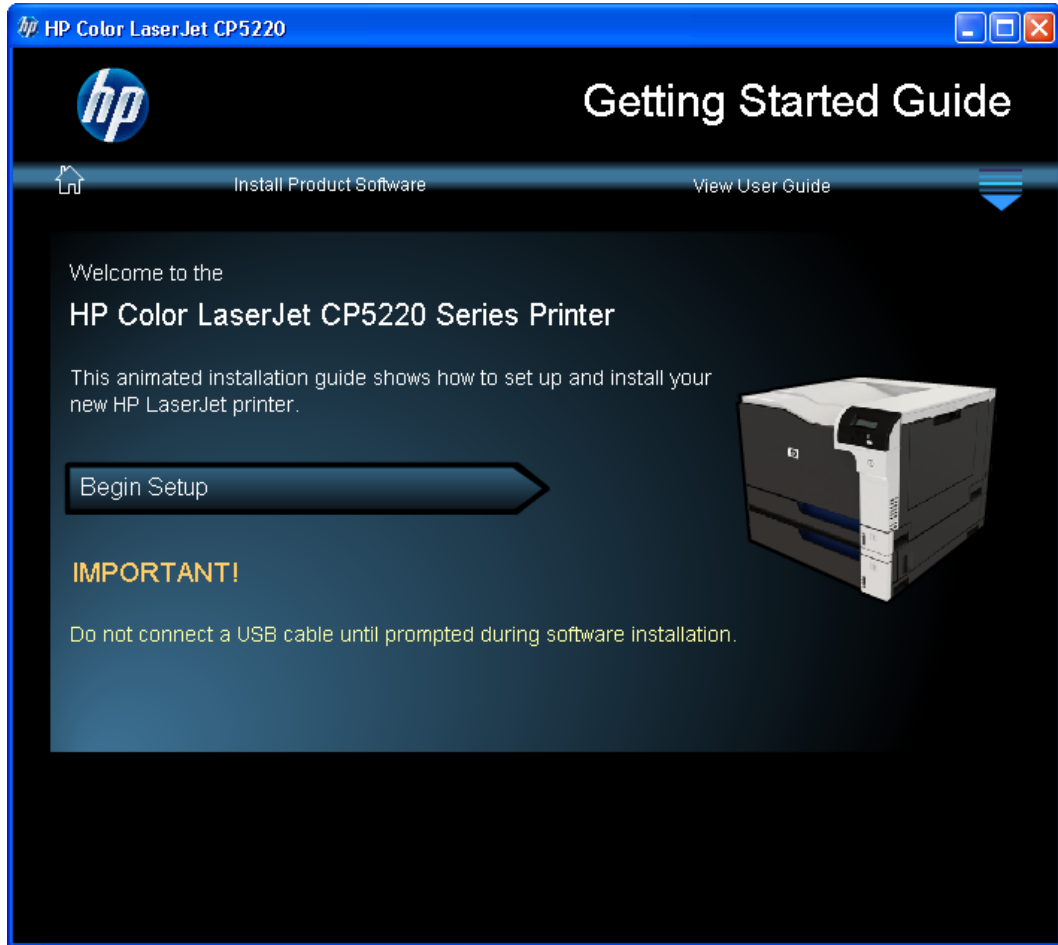 HP Color LaserJet CP5220
hp
Getting Started Guide
Install Product Software
View User Guide
Welcome to the
HP Color LaserJet CP5220 Series Printer
This animated installation guide shows how to set up and install your
new HP LaserJet printer.
Begin Setup
IMPORTANT!
Do not connect a USB cable until prompted during software installation.